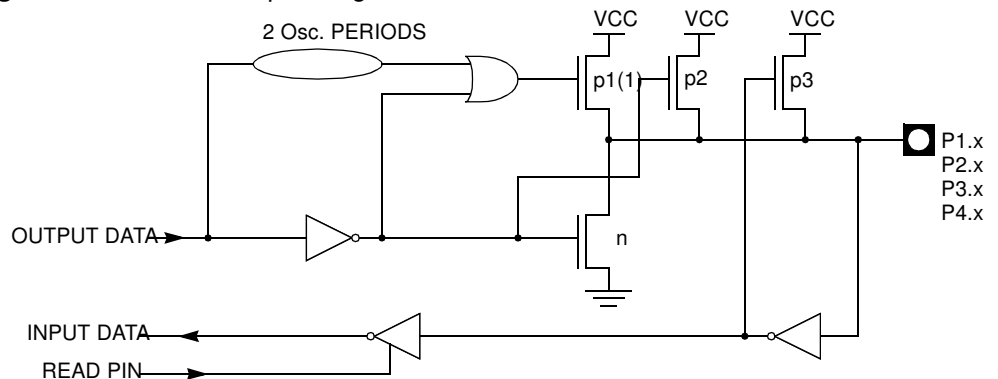 2 Osc. PERIODS
VCC
VCC
VCC
p1(1)
p2
p3
P1.x
P2.x
P3.x
P4.x
OUTPUT DATA
n
INPUT DATA
READ PIN